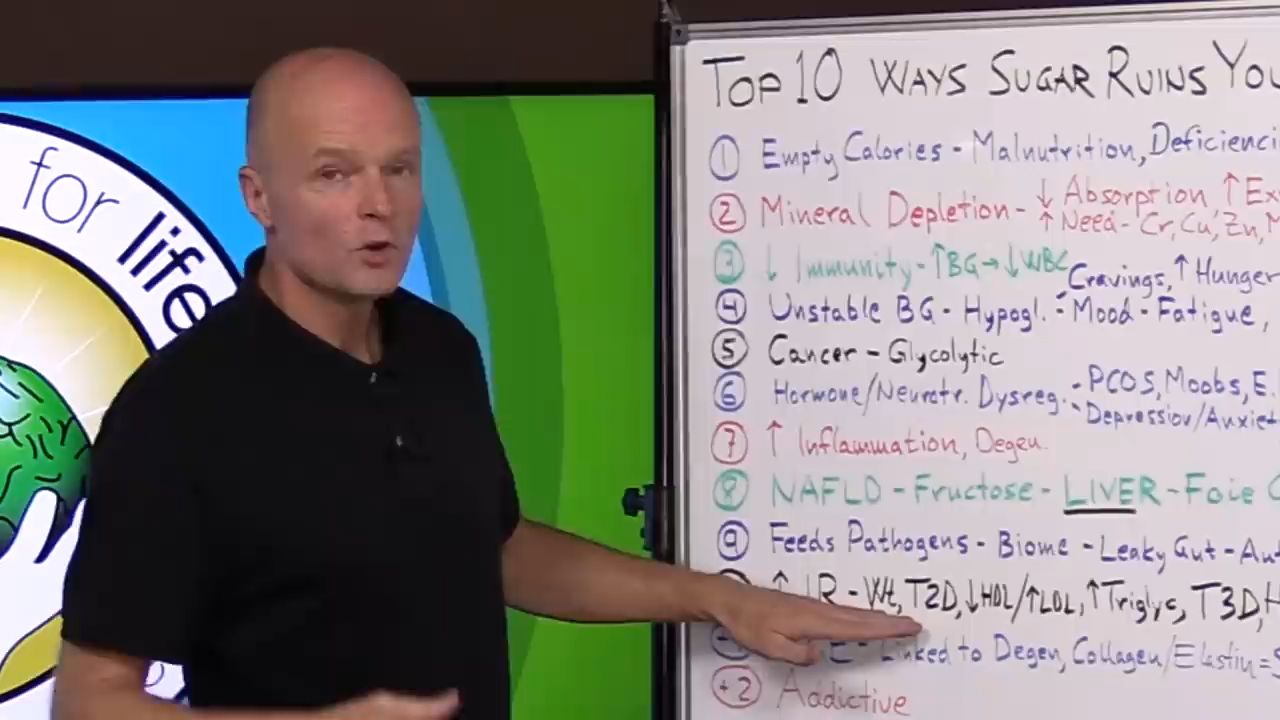 for life
TOP 10 WAYS SUGAR RUINS YOU
① Empty Calories - Malnutrition, Deficienci
② Mineral Depletion - ↓ Absorption ↑ Ex
↑ Need - Cr, Cu, Zn, M
③ ↓ Immunity - ↑BG→↓WBC
Cravings, ↑ Hunger
④ Unstable BG - Hypogl. - Mood - Fatigue,
⑤ Cancer - Glycolytic
⑥ Hormone/Neurotr. Dysreg. - PCOS, Moobs, E.
- Depression/Anxiet
⑦ ↑ Inflammation, Degen.
⑧ NAFLD - Fructose - LIVER - Foie G
⑨ Feeds Pathogens - Biome - Leaky Gut - Aut
↑ IR - Wt, T2D, ↓HDL/↑LDL, ↑Triglyc, T3D, H
- Linked to Degen, Collagen/Elastin = S
+2 Addictive